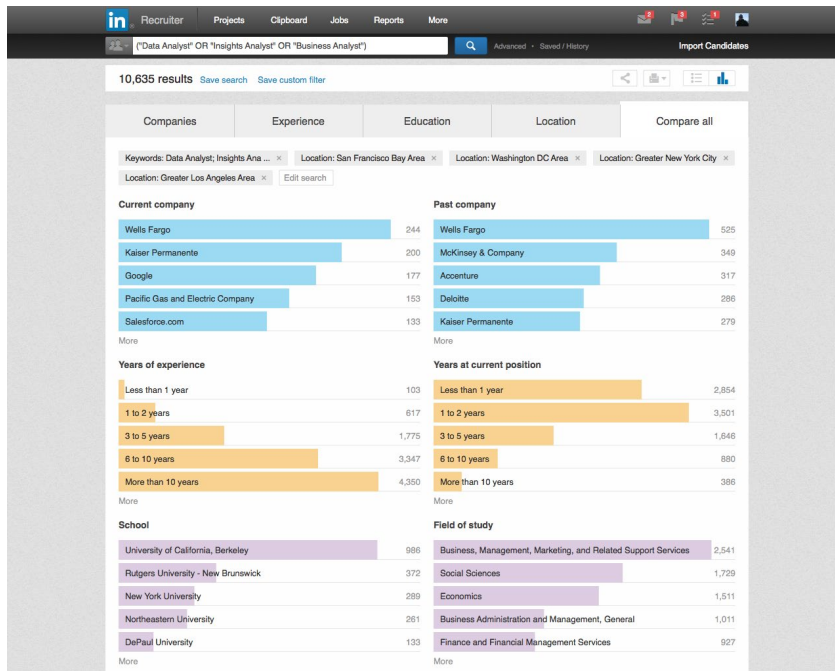 in Recruiter Projects Clipboard Jobs Reports More 2 3 1
("Data Analyst" OR "Insights Analyst" OR "Business Analyst") Advanced • Saved / History Import Candidates
10,635 results Save search Save custom filter
Companies Experience Education Location Compare all
Keywords: Data Analyst; Insights Ana ... × Location: San Francisco Bay Area × Location: Washington DC Area × Location: Greater New York City ×
Location: Greater Los Angeles Area × Edit search
Current company
Wells Fargo 244
Kaiser Permanente 200
Google 177
Pacific Gas and Electric Company 153
Salesforce.com 133
More
Past company
Wells Fargo 525
McKinsey & Company 349
Accenture 317
Deloitte 286
Kaiser Permanente 279
More
Years of experience
Less than 1 year 103
1 to 2 years 617
3 to 5 years 1,775
6 to 10 years 3,347
More than 10 years 4,350
More
Years at current position
Less than 1 year 2,854
1 to 2 years 3,501
3 to 5 years 1,646
6 to 10 years 880
More than 10 years 386
More
School
University of California, Berkeley 986
Rutgers University - New Brunswick 372
New York University 289
Northeastern University 261
DePaul University 133
More
Field of study
Business, Management, Marketing, and Related Support Services 2,541
Social Sciences 1,729
Economics 1,511
Business Administration and Management, General 1,011
Finance and Financial Management Services 927
More